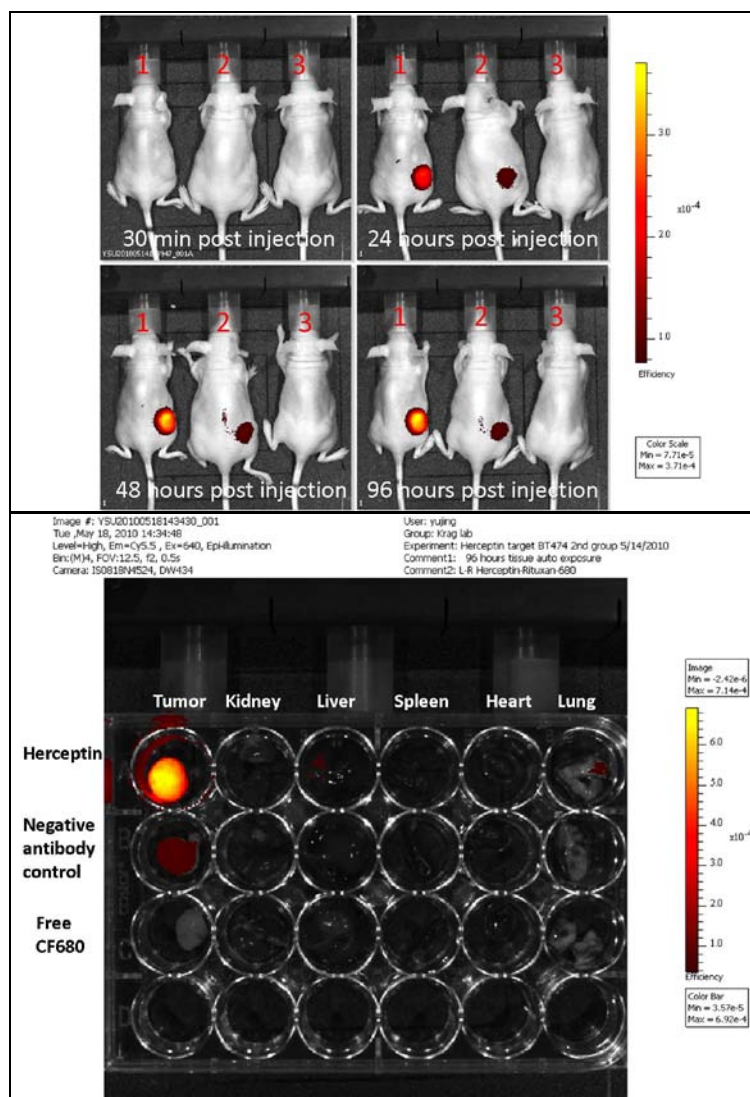 1 2 3
30 min post injection
1 2 3
24 hours post injection
1 2 3
48 hours post injection
1 2 3
96 hours post injection
3.0
2.0
1.0
x10⁻⁴
Efficiency
Color Scale
Min = 7.71e-5
Max = 3.71e-4
Image #: YSU20100518143430_001
Tue ,May 18, 2010 14:34:48
Level=High, Em=Cy5.5 , Ex=640, Epi-Illumination
Bin:(M)4, FOV:12.5, f2, 0.5s
Camera: IS0818N4524, DW434
User: yujing
Group: Krag lab
Experiment: Herceptin target BT474 2nd group 5/14/2010
Comment1: 96 hours tissue auto exposure
Comment2: L-R Herceptin-Rituxan-680
Tumor Kidney Liver Spleen Heart Lung
Herceptin
Negative
antibody
control
Free
CF680
Image
Min = -2.42e-6
Max = 7.14e-4
6.0
5.0
4.0
3.0
2.0
1.0
Efficiency
Color Bar
Min = 3.57e-5
Max = 6.92e-4